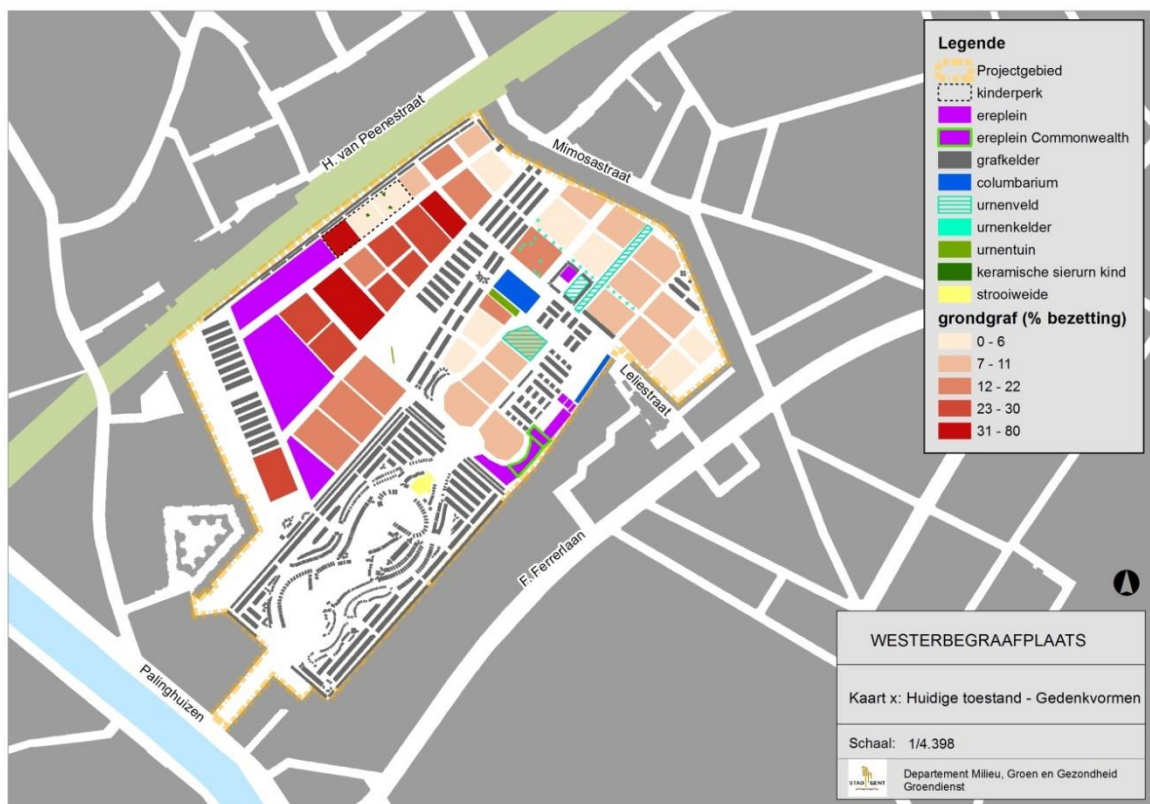 H. van Peenestraat
Mimosastraat
Leliestraat
F. Ferrerlaan
Palinghuizen
Legende
Projectgebied
kinderperk
ereplein
ereplein Commonwealth
grafkelder
columbarium
urnenveld
urnenkelder
urnentuin
keramische sierurn kind
strooiweide
grondgraf (% bezetting)
0 - 6
7 - 11
12 - 22
23 - 30
31 - 80
WESTERBEGRAAFPLAATS
Kaart x: Huidige toestand - Gedenkvormen
Schaal: 1/4.398
STAD GENT
Departement Milieu, Groen en Gezondheid
Groendienst